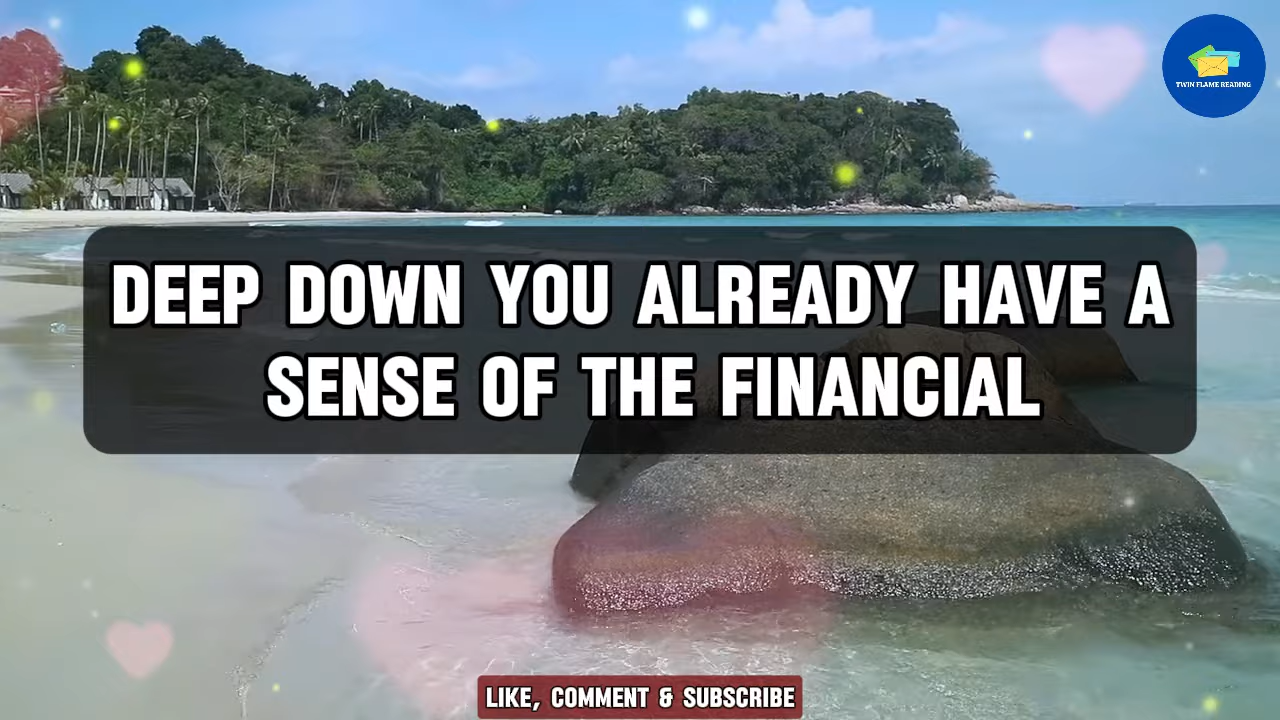 TWIN FLAME READING
DEEP DOWN YOU ALREADY HAVE A
SENSE OF THE FINANCIAL
LIKE, COMMENT & SUBSCRIBE